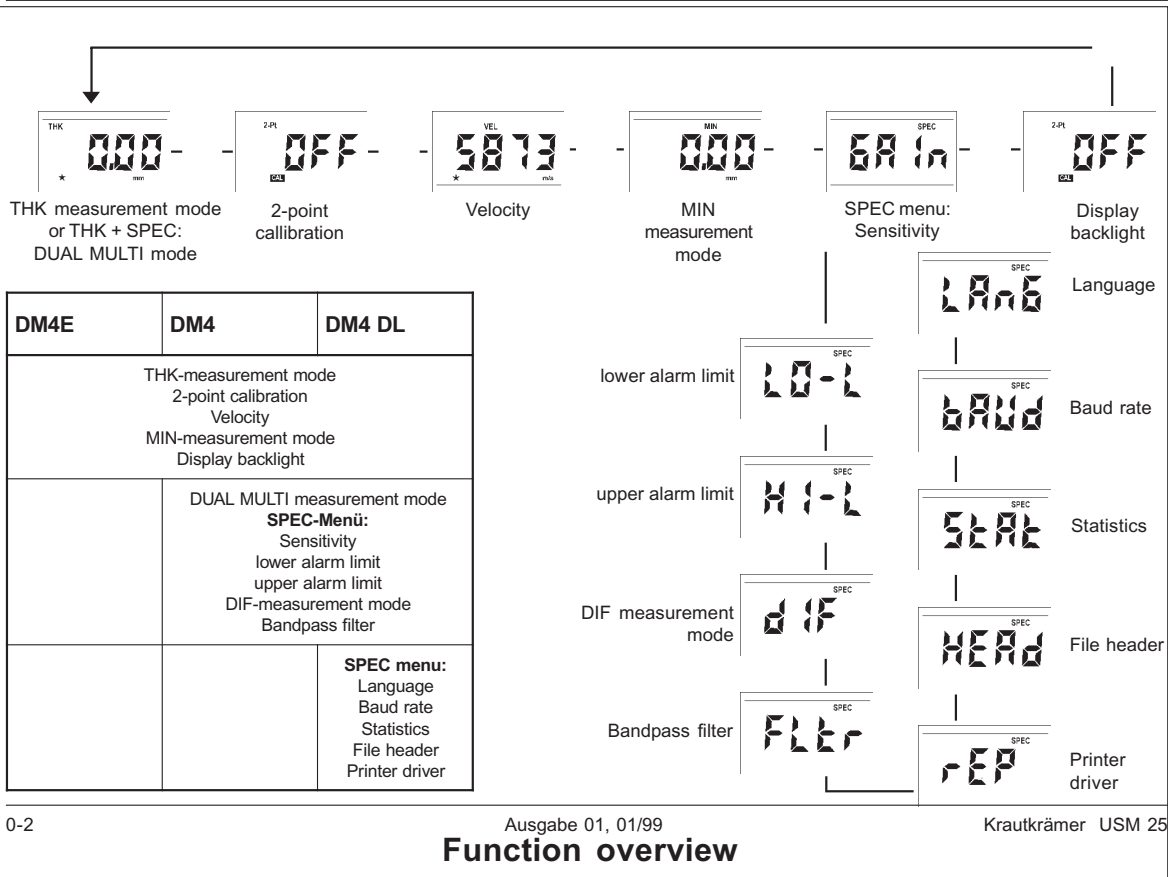 THK
0.00
★ mm
2-Pt
OFF
CAL
VEL
5873
★ m/s
MIN
0.00
mm
SPEC
GAIn
2-Pt
OFF
CAL
THK measurement mode
or THK + SPEC:
DUAL MULTI mode
2-point
callibration
Velocity
MIN
measurement
mode
SPEC menu:
Sensitivity
Display
backlight
DM4E DM4 DM4 DL
THK-measurement mode
2-point calibration
Velocity
MIN-measurement mode
Display backlight
DUAL MULTI measurement mode
SPEC-Menü:
Sensitivity
lower alarm limit
upper alarm limit
DIF-measurement mode
Bandpass filter
SPEC menu:
Language
Baud rate
Statistics
File header
Printer driver
lower alarm limit
SPEC
LO-L
upper alarm limit
SPEC
HI-L
DIF measurement
mode
SPEC
dIF
Bandpass filter
SPEC
FLtr
SPEC
LAnG
Language
SPEC
bAUd
Baud rate
SPEC
StAt
Statistics
SPEC
HEAd
File header
SPEC
rEP
Printer
driver
0-2 Ausgabe 01, 01/99 Krautkrämer USM 25
Function overview